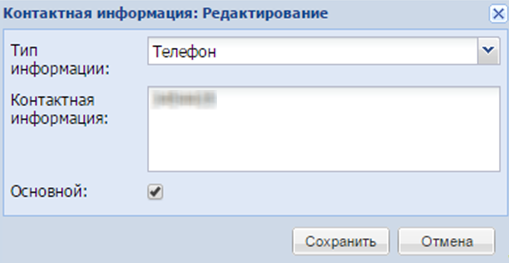 Контактная информация: Редактирование
Тип информации:
Телефон
Контактная
информация:
Основной:
Сохранить
Отмена